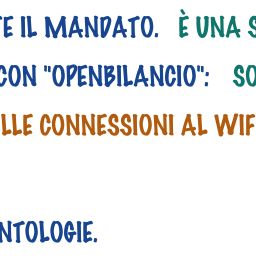 TE IL MANDATO. È UNA S
CON "OPENBILANCIO": SO
LLE CONNESSIONI AL WIF
NTOLOGIE.